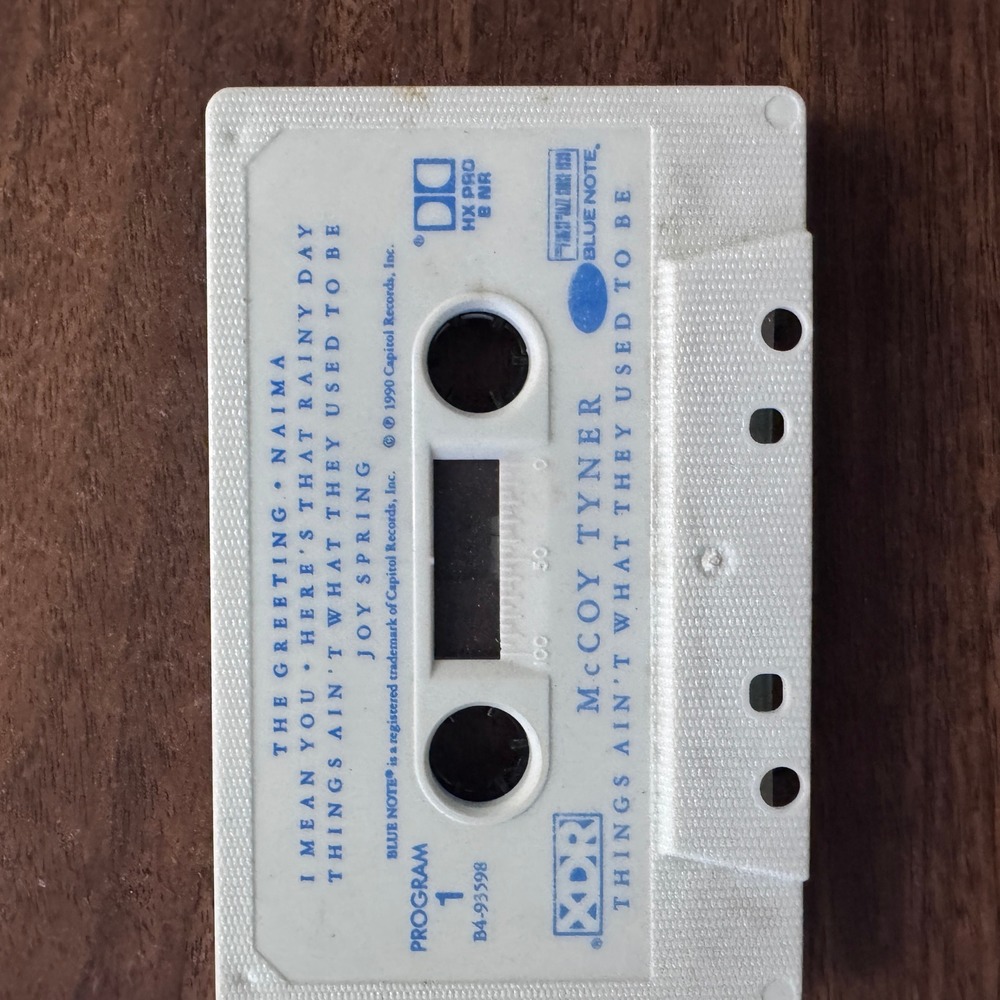 THE GREETING • NAIMA
I MEAN YOU • HERE'S THAT RAINY DAY
THINGS AIN'T WHAT THEY USED TO BE
JOY SPRING
BLUE NOTE® is a registered trademark of Capitol Records, Inc. © ℗ 1990 Capitol Records, Inc.
PROGRAM
1
B4-93598
®
HX PRO
B NR
0 50 100
XDR®
McCOY TYNER
BLUE NOTE.
THINGS AIN'T WHAT THEY USED TO BE